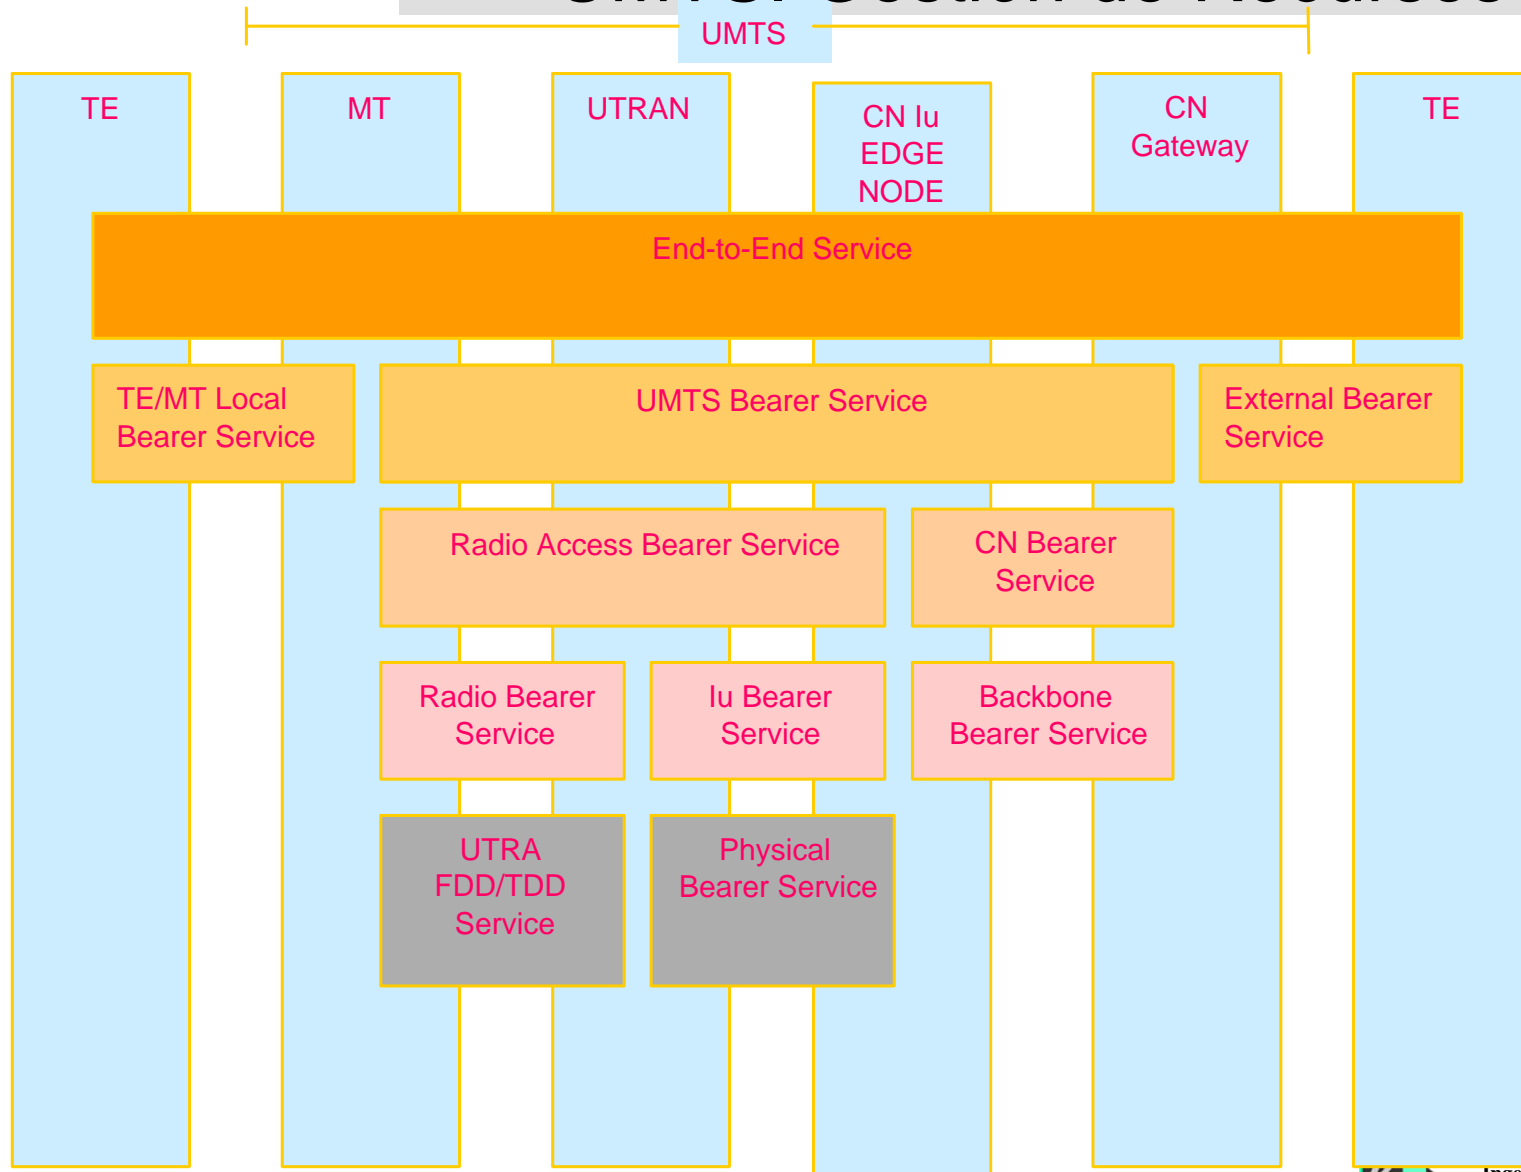 UMTS
TE
MT
UTRAN
CN Iu
EDGE
NODE
CN
Gateway
TE
End-to-End Service
TE/MT Local
Bearer Service
UMTS Bearer Service
External Bearer
Service
Radio Access Bearer Service
CN Bearer
Service
Radio Bearer
Service
Iu Bearer
Service
Backbone
Bearer Service
UTRA
FDD/TDD
Service
Physical
Bearer Service